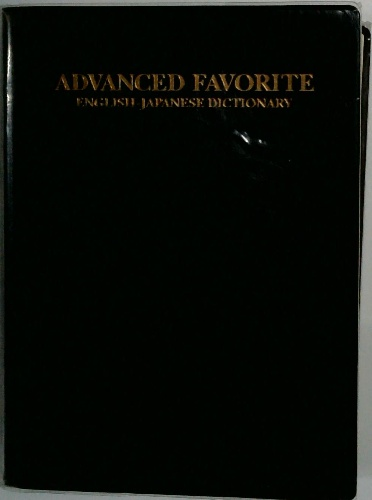 ADVANCED FAVORITE
ENGLISH-JAPANESE DICTIONARY